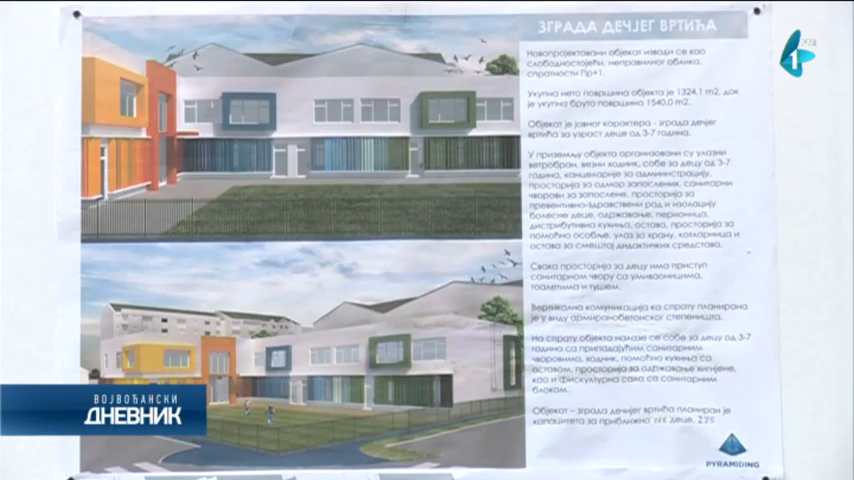 ЗГРАДА ДЕЧЈЕГ ВРТИЋА
Новопројектовани објекат изводи се као
слободностојећи, неправилног облика,
спратности Пр+1.
Укупна нето површина објекта је 1324.1 m2, док
је укупна бруто површина 1540.0 m2.
Објекат је јавног карактера - зграда дечјег
вртића за узраст деце од 3-7 година.
У приземљу објекта организовани су улазни
ветробран, везни ходник, собе за децу од 3-7
година, канцеларије за администрацију,
просторија за одмор запослених, санитарни
чворови за запослене, просторија за
превентивно-здравствени рад и изолацију
болесне деце, одржавање, перионица,
дистрибутивна кухиња, остава, просторија за
помоћно особље, улаз за храну, котларница и
остава за смештај дидактичких средстава.
Свака просторија за децу има приступ
санитарном чвору са умиваоницима,
тоалетима и тушем.
Вертикална комуникација ка спрату планирана
је у виду армиранобетонског степеништа.
На спрату објекта налазе се собе за децу од 3-7
година са припадајућим санитарним
чворовима, ходник, помоћна кухиња са
оставом, просторија за одржавање хигијене,
као и фискултурна сала са санитарним
блоком.
Објекат – зграда дечијег вртића планиран је
капацитета за приближно деце. 228
PYRAMIDING
РТВ
1
ВОЈВОЂАНСКИ
ДНЕВНИК